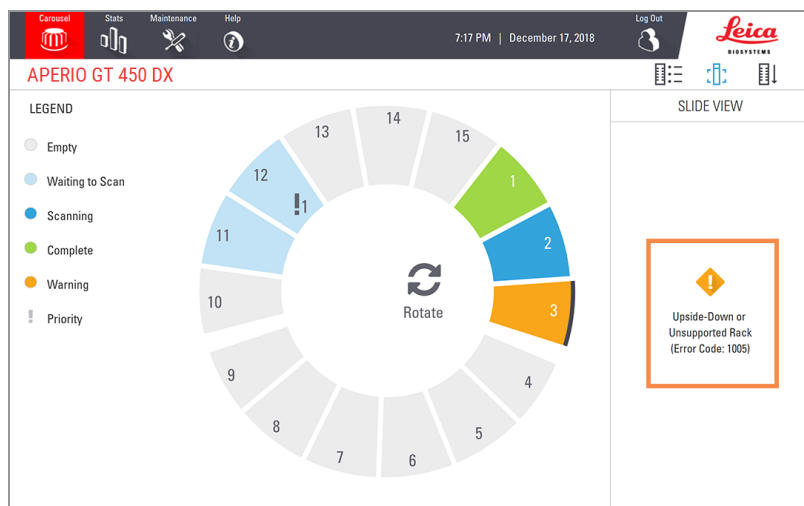 Carousel
Stats
Maintenance
Help
7:17 PM | December 17, 2018
Log Out
Leica
BIOSYSTEMS
APERIO GT 450 DX
LEGEND
Empty
Waiting to Scan
Scanning
Complete
Warning
Priority
13
14
15
12
!1
11
10
9
8
7
6
5
4
1
2
3
Rotate
SLIDE VIEW
Upside-Down or
Unsupported Rack
(Error Code: 1005)